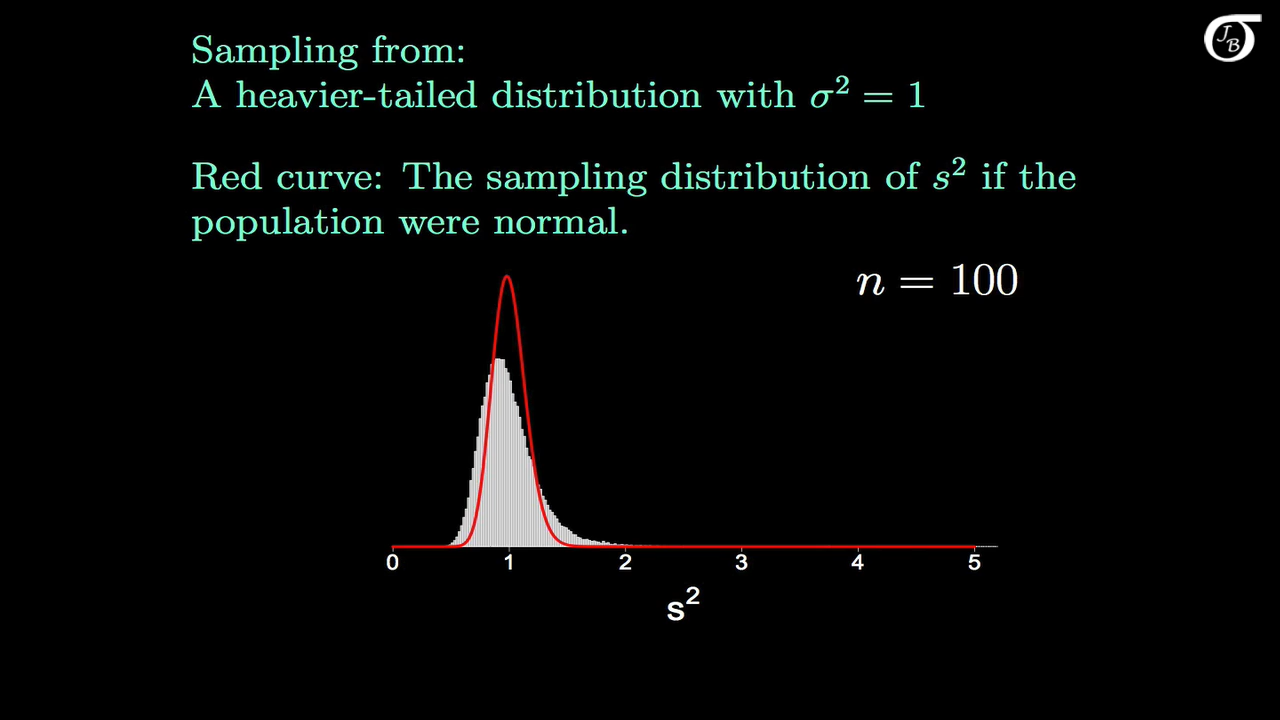 Sampling from:
A heavier-tailed distribution with σ² = 1
Red curve: The sampling distribution of s² if the
population were normal.
n = 100
0 1 2 3 4 5
s²
JB